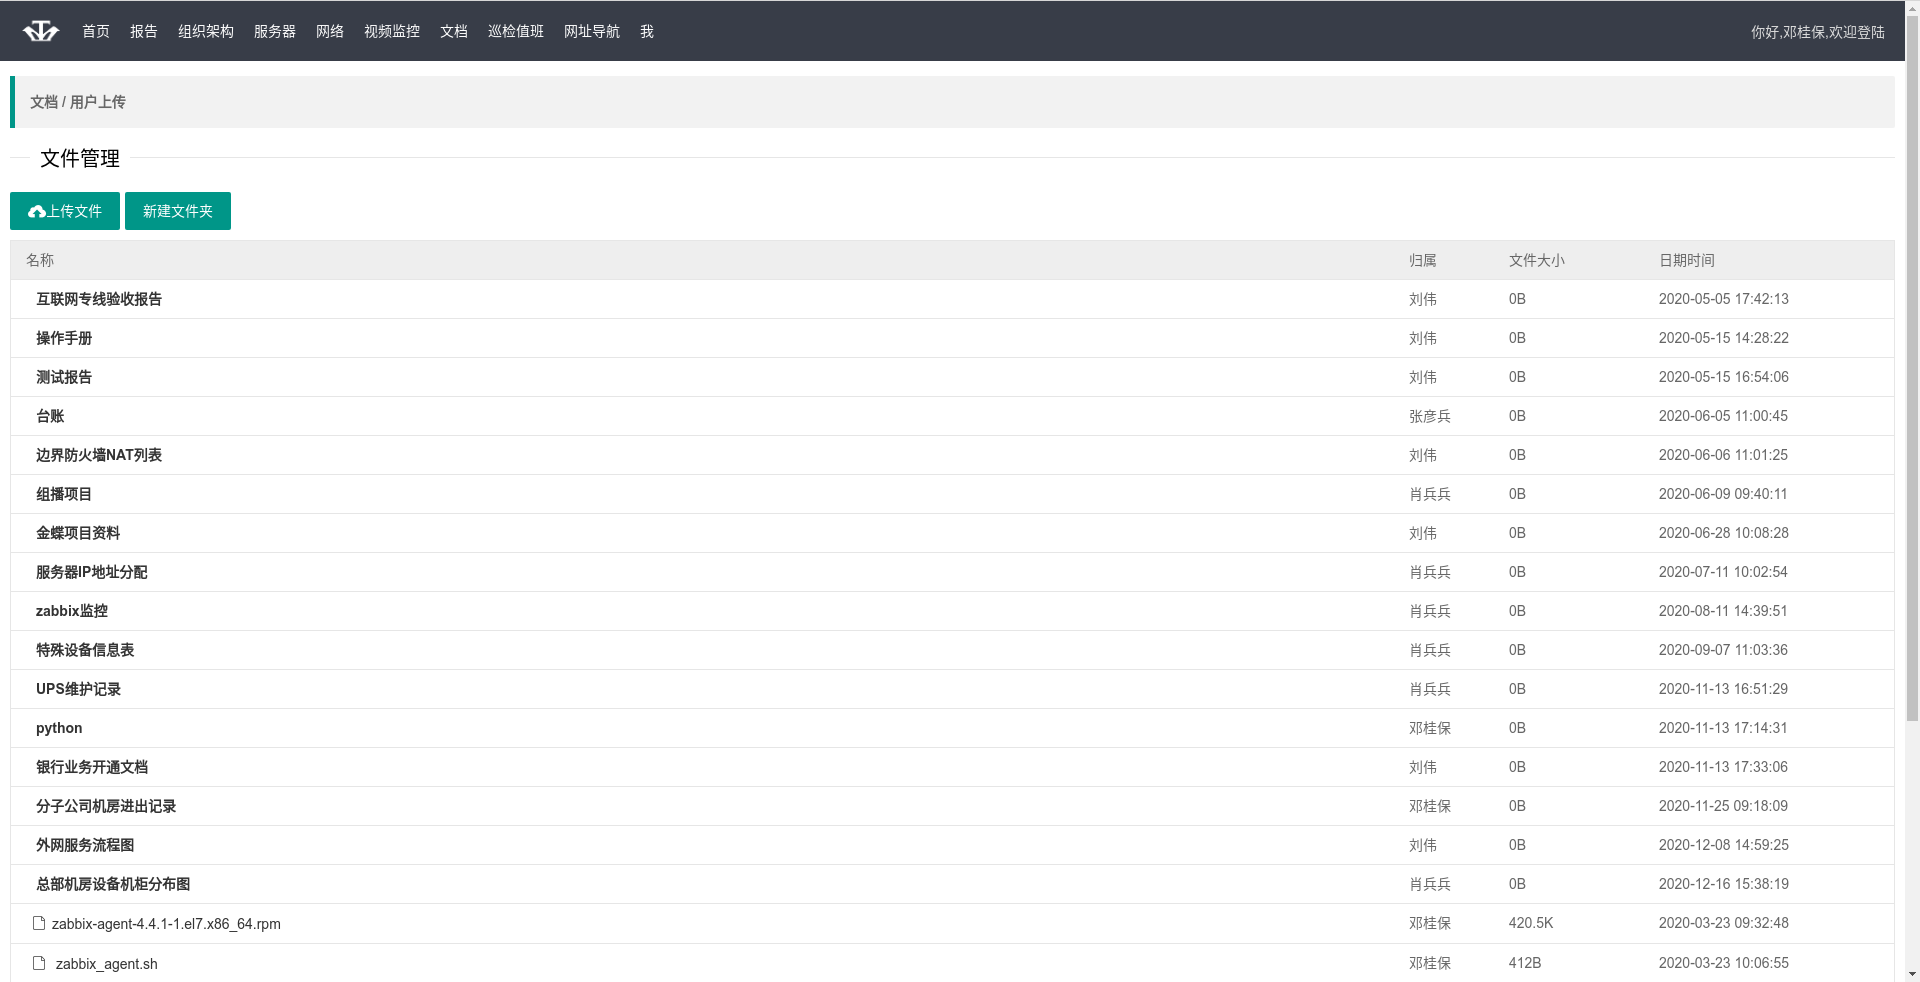 首页 报告 组织架构 服务器 网络 视频监控 文档 巡检值班 网址导航 我 你好,邓桂保,欢迎登陆
文档 / 用户上传
文件管理
上传文件 新建文件夹
名称 归属 文件大小 日期时间
互联网专线验收报告 刘伟 0B 2020-05-05 17:42:13
操作手册 刘伟 0B 2020-05-15 14:28:22
测试报告 刘伟 0B 2020-05-15 16:54:06
台账 张彦兵 0B 2020-06-05 11:00:45
边界防火墙NAT列表 刘伟 0B 2020-06-06 11:01:25
组播项目 肖兵兵 0B 2020-06-09 09:40:11
金蝶项目资料 刘伟 0B 2020-06-28 10:08:28
服务器IP地址分配 肖兵兵 0B 2020-07-11 10:02:54
zabbix监控 肖兵兵 0B 2020-08-11 14:39:51
特殊设备信息表 肖兵兵 0B 2020-09-07 11:03:36
UPS维护记录 肖兵兵 0B 2020-11-13 16:51:29
python 邓桂保 0B 2020-11-13 17:14:31
银行业务开通文档 刘伟 0B 2020-11-13 17:33:06
分子公司机房进出记录 邓桂保 0B 2020-11-25 09:18:09
外网服务流程图 刘伟 0B 2020-12-08 14:59:25
总部机房设备机柜分布图 肖兵兵 0B 2020-12-16 15:38:19
zabbix-agent-4.4.1-1.el7.x86_64.rpm 邓桂保 420.5K 2020-03-23 09:32:48
zabbix_agent.sh 邓桂保 412B 2020-03-23 10:06:55